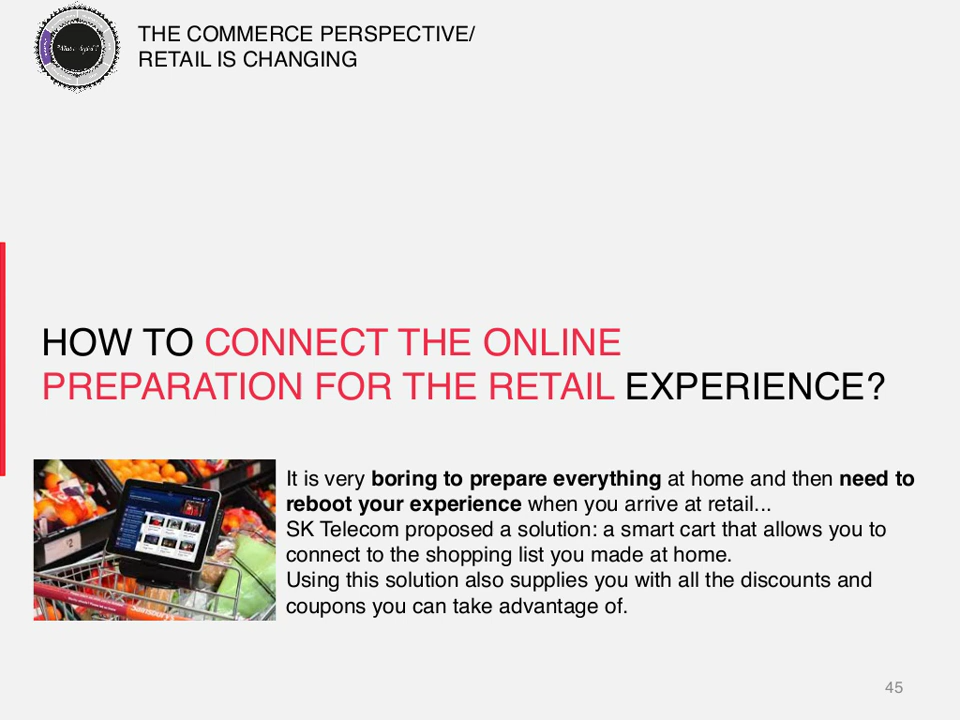 THE COMMERCE PERSPECTIVE/
RETAIL IS CHANGING
HOW TO CONNECT THE ONLINE
PREPARATION FOR THE RETAIL EXPERIENCE?
It is very boring to prepare everything at home and then need to
reboot your experience when you arrive at retail...
SK Telecom proposed a solution: a smart cart that allows you to
connect to the shopping list you made at home.
Using this solution also supplies you with all the discounts and
coupons you can take advantage of.
45